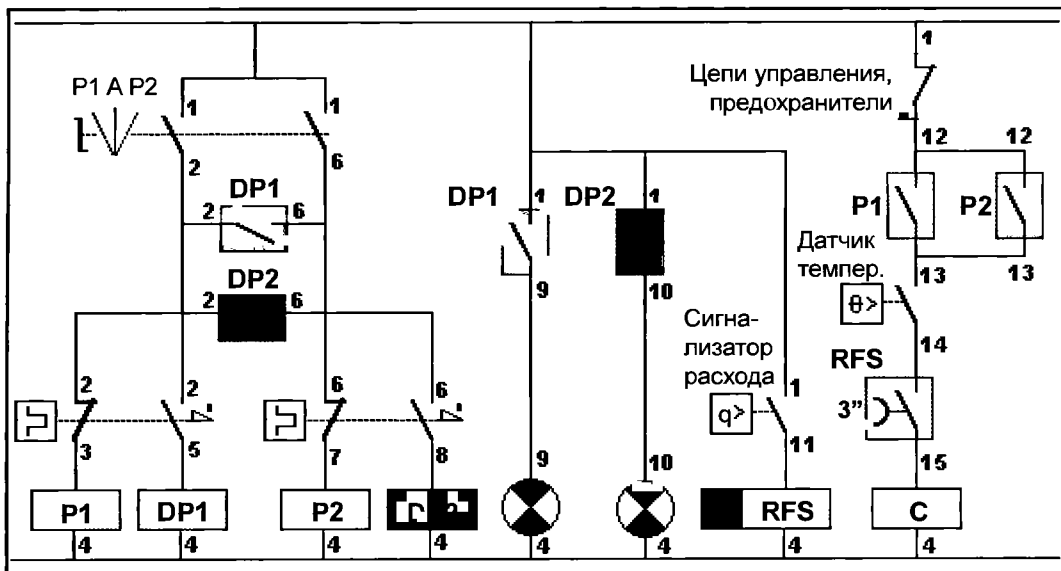 1
Цепи управления,
предохранители
P1 A P2
1
1
2
6
12
12
DP1
2
6
DP1
1
DP2
1
P1
P2
Датчик
темпер.
13
13
DP2
2
6
9
10
θ>
14
Сигна-
лизатор
расхода
RFS
2
2
6
6
1
q>
3"
3
5
7
8
11
9
10
15
P1
DP1
P2
RFS
C
4
4
4
4
4
4
4
4